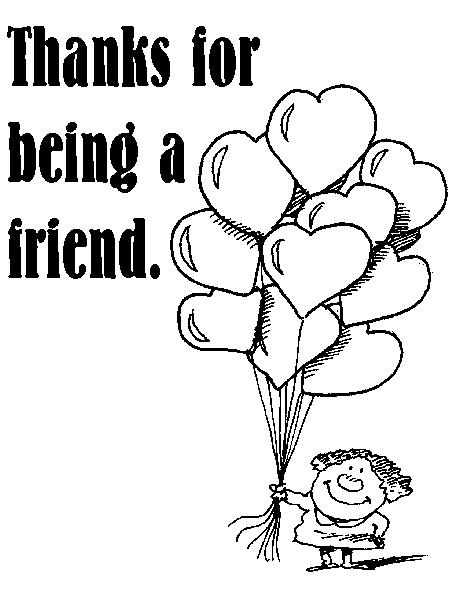 Thanks for
being a
friend.